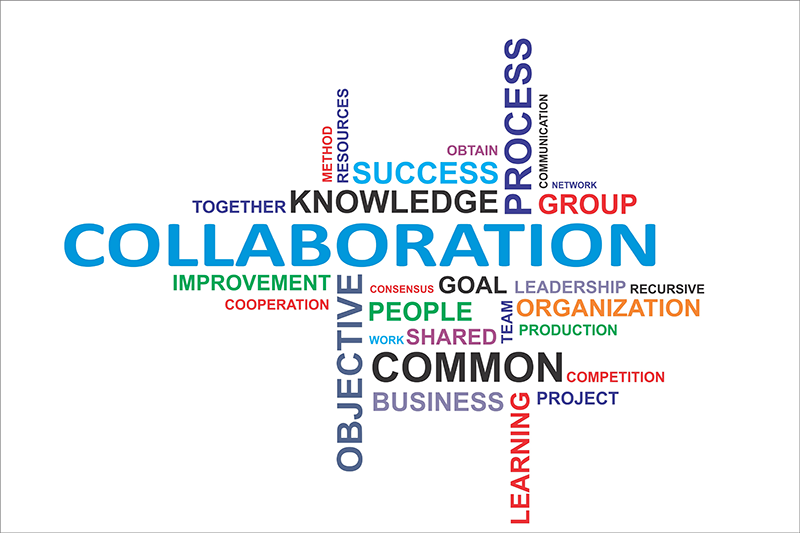 PROCESS
METHOD
RESOURCES
COMMUNICATION
OBTAIN
SUCCESS
NETWORK
TOGETHER
KNOWLEDGE
GROUP
COLLABORATION
IMPROVEMENT
OBJECTIVE
CONSENSUS
GOAL
LEADERSHIP
RECURSIVE
COOPERATION
PEOPLE
TEAM
ORGANIZATION
WORK
SHARED
PRODUCTION
COMMON
COMPETITION
BUSINESS
LEARNING
PROJECT